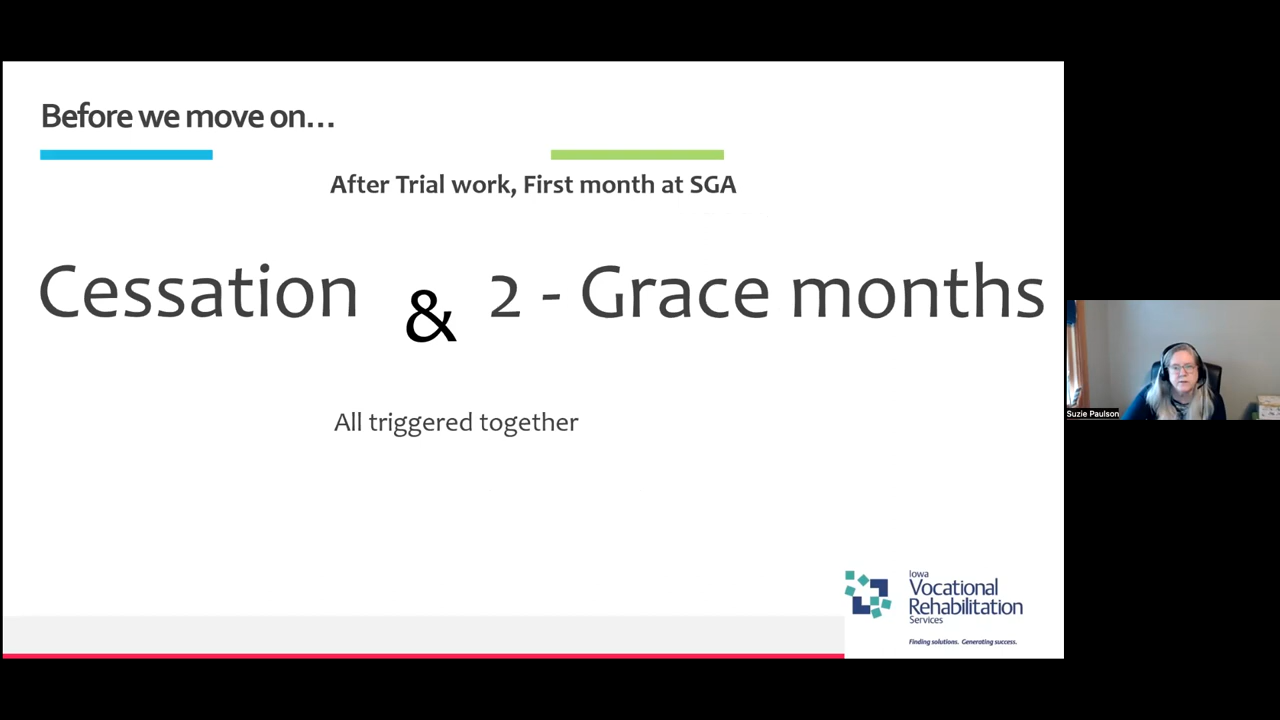 Before we move on...
After Trial work, First month at SGA
Cessation & 2 - Grace months
All triggered together
Suzie Paulson
Iowa
Vocational
Rehabilitation
Services
Finding solutions. Generating success.